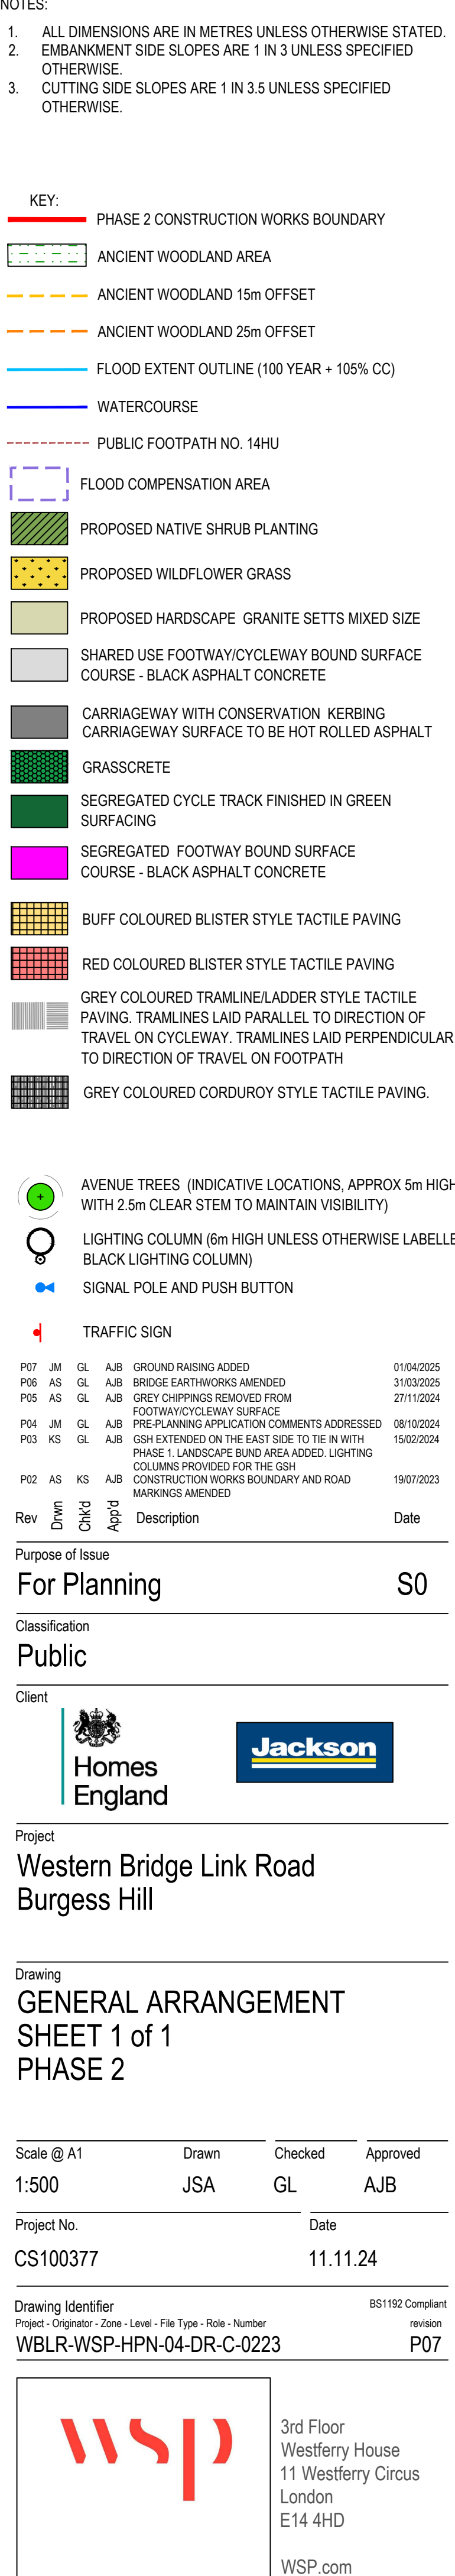 NOTES:
1. ALL DIMENSIONS ARE IN METRES UNLESS OTHERWISE STATED.
2. EMBANKMENT SIDE SLOPES ARE 1 IN 3 UNLESS SPECIFIED
OTHERWISE.
3. CUTTING SIDE SLOPES ARE 1 IN 3.5 UNLESS SPECIFIED
OTHERWISE.
KEY:
PHASE 2 CONSTRUCTION WORKS BOUNDARY
ANCIENT WOODLAND AREA
ANCIENT WOODLAND 15m OFFSET
ANCIENT WOODLAND 25m OFFSET
FLOOD EXTENT OUTLINE (100 YEAR + 105% CC)
WATERCOURSE
PUBLIC FOOTPATH NO. 14HU
FLOOD COMPENSATION AREA
PROPOSED NATIVE SHRUB PLANTING
PROPOSED WILDFLOWER GRASS
PROPOSED HARDSCAPE GRANITE SETTS MIXED SIZE
SHARED USE FOOTWAY/CYCLEWAY BOUND SURFACE
COURSE - BLACK ASPHALT CONCRETE
CARRIAGEWAY WITH CONSERVATION KERBING
CARRIAGEWAY SURFACE TO BE HOT ROLLED ASPHALT
GRASSCRETE
SEGREGATED CYCLE TRACK FINISHED IN GREEN
SURFACING
SEGREGATED FOOTWAY BOUND SURFACE
COURSE - BLACK ASPHALT CONCRETE
BUFF COLOURED BLISTER STYLE TACTILE PAVING
RED COLOURED BLISTER STYLE TACTILE PAVING
GREY COLOURED TRAMLINE/LADDER STYLE TACTILE
PAVING. TRAMLINES LAID PARALLEL TO DIRECTION OF
TRAVEL ON CYCLEWAY. TRAMLINES LAID PERPENDICULAR
TO DIRECTION OF TRAVEL ON FOOTPATH
GREY COLOURED CORDUROY STYLE TACTILE PAVING.
AVENUE TREES (INDICATIVE LOCATIONS, APPROX 5m HIGH
WITH 2.5m CLEAR STEM TO MAINTAIN VISIBILITY)
LIGHTING COLUMN (6m HIGH UNLESS OTHERWISE LABELLE
BLACK LIGHTING COLUMN)
SIGNAL POLE AND PUSH BUTTON
TRAFFIC SIGN
P07 JM GL AJB GROUND RAISING ADDED 01/04/2025
P06 AS GL AJB BRIDGE EARTHWORKS AMENDED 31/03/2025
P05 AS GL AJB GREY CHIPPINGS REMOVED FROM 27/11/2024
FOOTWAY/CYCLEWAY SURFACE
P04 JM GL AJB PRE-PLANNING APPLICATION COMMENTS ADDRESSED 08/10/2024
P03 KS GL AJB GSH EXTENDED ON THE EAST SIDE TO TIE IN WITH 15/02/2024
PHASE 1. LANDSCAPE BUND AREA ADDED. LIGHTING
COLUMNS PROVIDED FOR THE GSH
P02 AS KS AJB CONSTRUCTION WORKS BOUNDARY AND ROAD 19/07/2023
MARKINGS AMENDED
Rev Drwn Chk'd App'd Description Date
Purpose of Issue
For Planning S0
Classification
Public
Client
Homes
England
Jackson
Project
Western Bridge Link Road
Burgess Hill
Drawing
GENERAL ARRANGEMENT
SHEET 1 of 1
PHASE 2
Scale @ A1 Drawn Checked Approved
1:500 JSA GL AJB
Project No. Date
CS100377 11.11.24
Drawing Identifier BS1192 Compliant
Project - Originator - Zone - Level - File Type - Role - Number revision
WBLR-WSP-HPN-04-DR-C-0223 P07
wsp
3rd Floor
Westferry House
11 Westferry Circus
London
E14 4HD
WSP.com